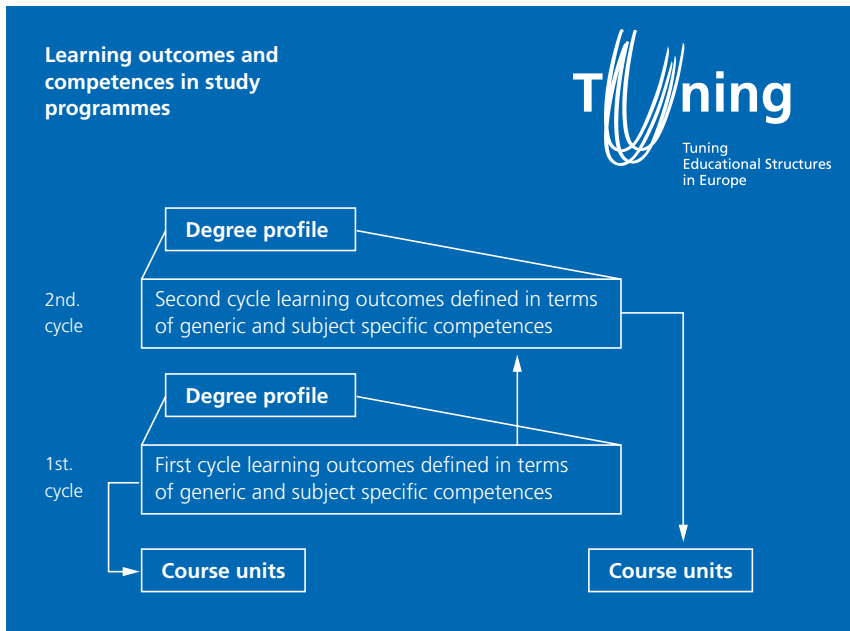 Learning outcomes and
competences in study
programmes
Tuning
Tuning
Educational Structures
in Europe
Degree profile
2nd.
cycle
Second cycle learning outcomes defined in terms
of generic and subject specific competences
Degree profile
1st.
cycle
First cycle learning outcomes defined in terms
of generic and subject specific competences
Course units
Course units